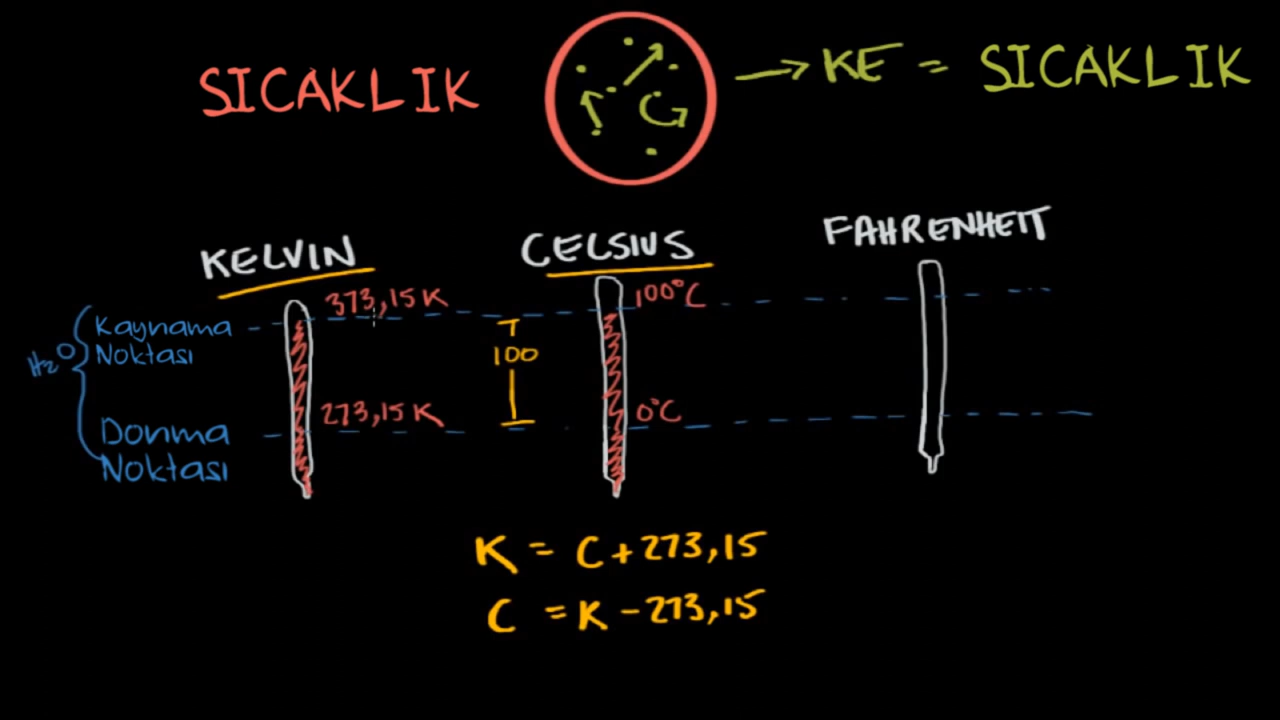 SICAKLIK
→ KE = SICAKLIK
KELVIN
CELSIUS
FAHRENHEIT
373,15 K
100°C
H₂O
Kaynama
Noktası
100
273,15 K
0°C
Donma
Noktası
K = C + 273,15
C = K - 273,15